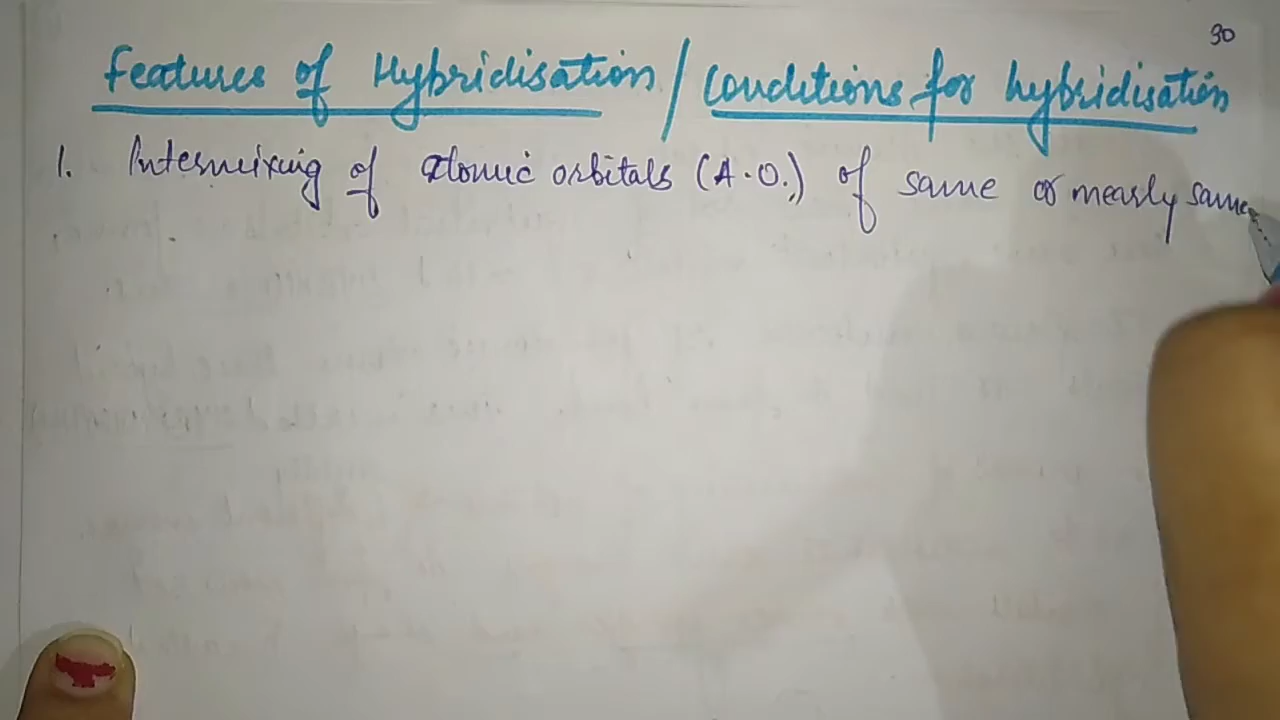 30
Features of Hybridisation / Conditions for hybridisation
1. Intermixing of atomic orbitals (A.O.) of same or nearly same